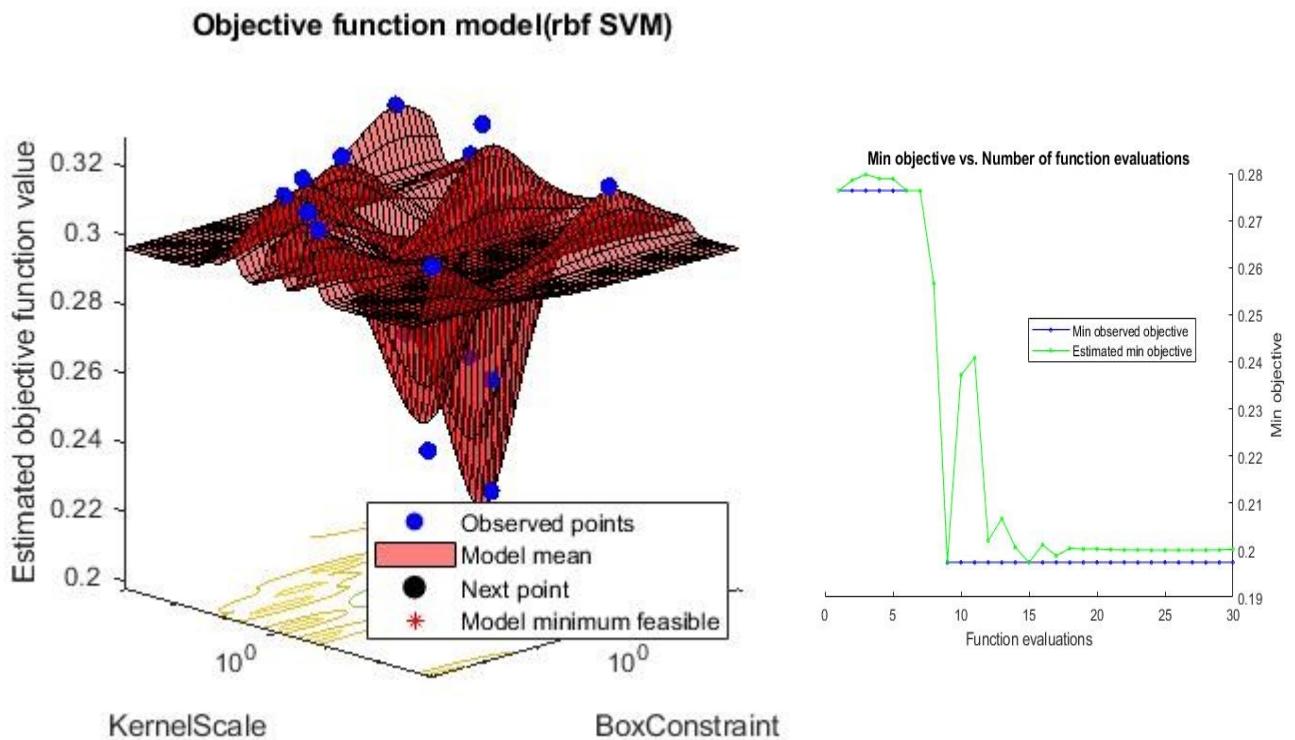 Objective function model(rbf SVM)
Estimated objective function value
0.32
0.3
0.28
0.26
0.24
0.22
0.2
Observed points
Model mean
Next point
Model minimum feasible
10^0
10^0
KernelScale
BoxConstraint
Min objective vs. Number of function evaluations
0.28
0.27
0.26
0.25
0.24
0.23
0.22
0.21
0.2
0.19
Min objective
Min observed objective
Estimated min objective
0 5 10 15 20 25 30
Function evaluations